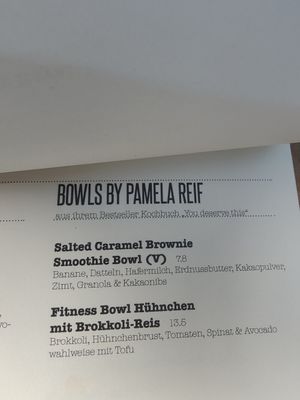 BOWLS BY PAMELA REIF
aus ihrem Bestseller Kochbuch „You deserve this"
Salted Caramel Brownie
Smoothie Bowl (V) 7.8
Banane, Datteln, Hafermilch, Erdnussbutter, Kakaopulver,
Zimt, Granola & Kakaonibs
Fitness Bowl Hühnchen
mit Brokkoli-Reis 13.5
Brokkoli, Hühnchenbrust, Tomaten, Spinat & Avocado
wahlweise mit Tofu